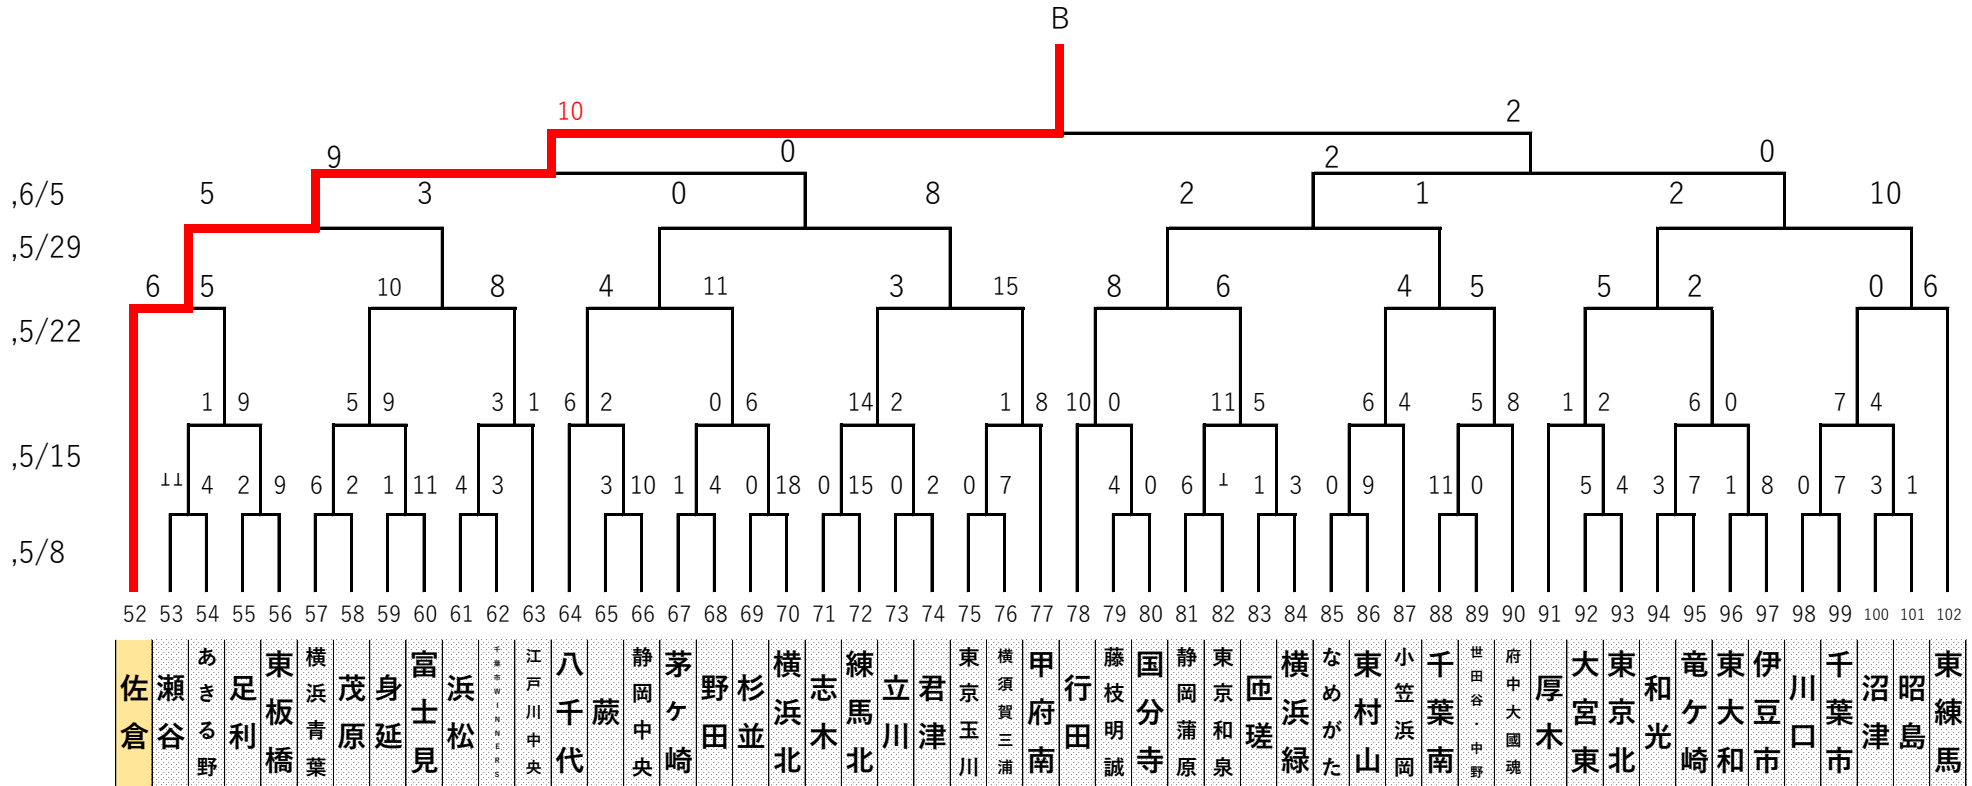 B
10 2
9 0 2 0
,6/5 5 3 0 8 2 1 2 10
,5/29
6 5 10 8 4 11 3 15 8 6 4 5 5 2 0 6
,5/22
1 9 5 9 3 1 6 2 0 6 14 2 1 8 10 0 11 5 6 4 5 8 1 2 6 0 7 4
,5/15
4 2 9 6 2 1 11 4 3 3 10 1 4 0 18 0 15 0 2 0 7 4 0 6 1 3 0 9 11 0 5 4 3 7 1 8 0 7 3 1
,5/8
52 53 54 55 56 57 58 59 60 61 62 63 64 65 66 67 68 69 70 71 72 73 74 75 76 77 78 79 80 81 82 83 84 85 86 87 88 89 90 91 92 93 94 95 96 97 98 99 100 101 102
佐倉
瀬谷
あきる野
足利
東板橋
横浜青葉
茂原
身延
富士見
浜松
千葉市WINNERS
江戸川中央
八千代
蕨
静岡中央
茅ヶ崎
野田
杉並
横浜北
志木
練馬北
立川
君津
東京玉川
横須賀三浦
甲府南
行田
藤枝明誠
国分寺
静岡蒲原
東京和泉
匝瑳
横浜緑
なめがた
東村山
小笠浜岡
千葉南
世田谷・中野
府中大國魂
厚木
大宮東
東京北
和光
竜ケ崎
東大和
伊豆市
川口
千葉市
沼津
昭島
東練馬